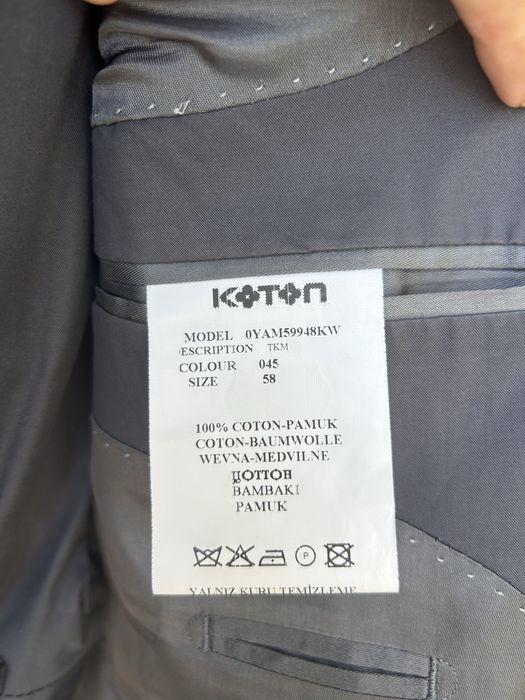 KOTON
MODEL 0YAM59948KW
ESCRIPTION TKM
COLOUR 045
SIZE 58
100% COTON-PAMUK
COTON-BAUMWOLLE
WEVNA-MEDVILNE
ЦОТТОН
BAMBAKI
PAMUK
P
YALNIZ KURU TEMİZLEME